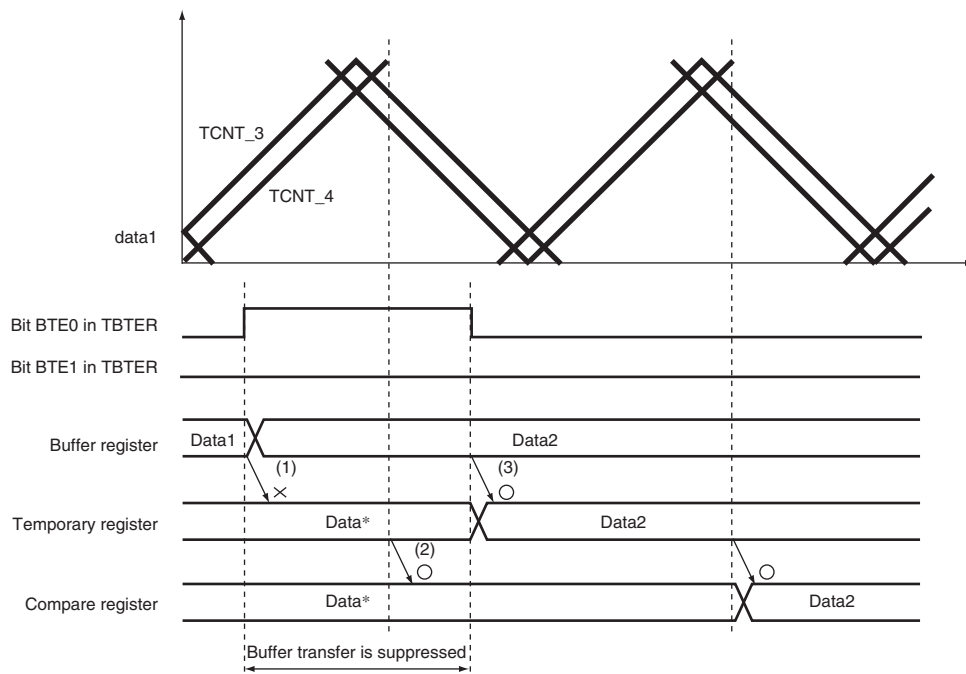 TCNT_3
TCNT_4
data1
Bit BTE0 in TBTER
Bit BTE1 in TBTER
Buffer register
Data1
Data2
(1)
(3)
Temporary register
Data*
Data2
(2)
Compare register
Data*
Data2
Buffer transfer is suppressed